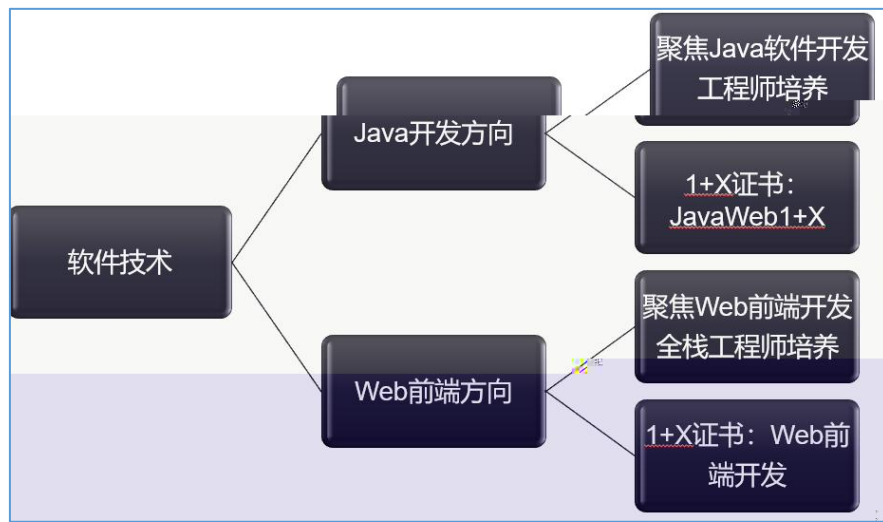 软件技术
Java开发方向
聚焦Java软件开发
工程师培养
1+X证书：
JavaWeb1+X
Web前端方向
聚焦Web前端开发
全栈工程师培养
1+X证书：Web前
端开发